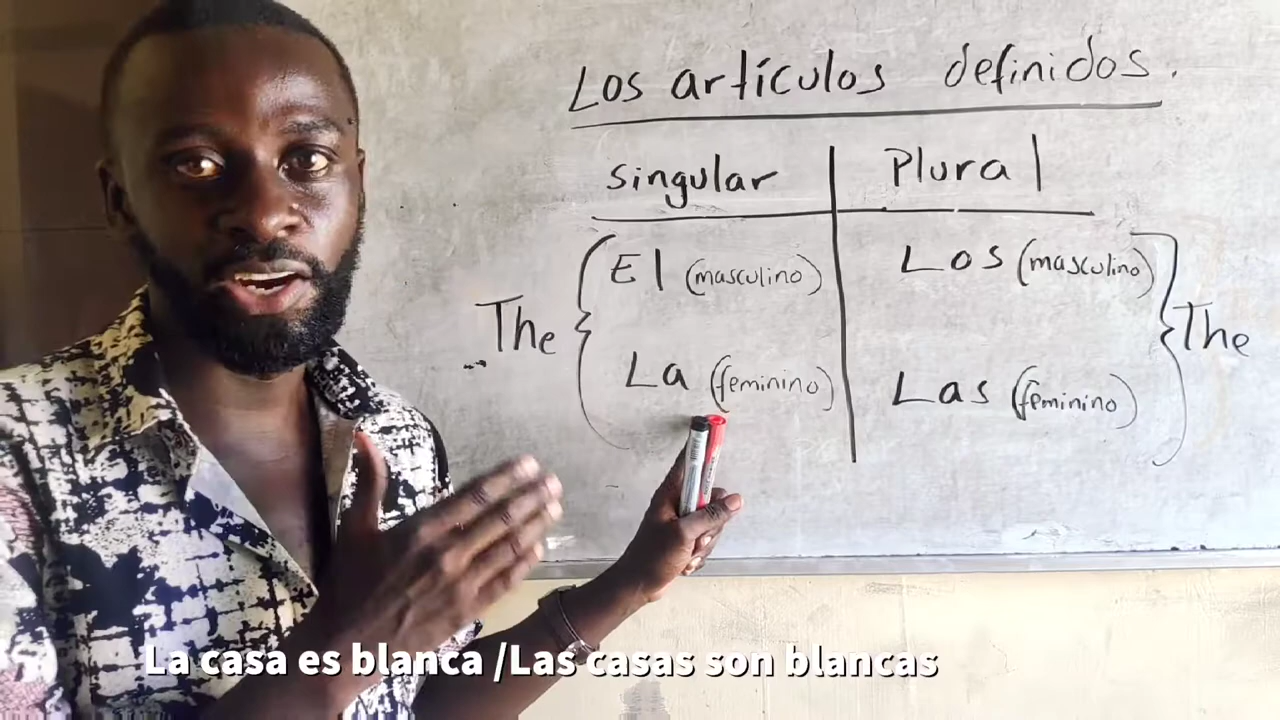 Los artículos definidos.
singular Plural
El (masculino) Los (masculino)
The The
La (feminino) Las (feminino)
La casa es blanca /Las casas son blancas